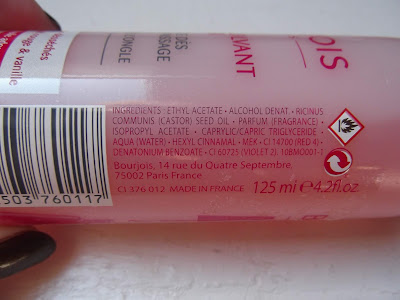 OIS
LVANT
DES
SSAGE
ONGLE
& vanille
INGREDIENTS : ETHYL ACETATE • ALCOHOL DENAT. • RICINUS
COMMUNIS (CASTOR) SEED OIL • PARFUM (FRAGRANCE) •
ISOPROPYL ACETATE • CAPRYLIC/CAPRIC TRIGLYCERIDE •
AQUA (WATER) • HEXYL CINNAMAL • MEK • CI 14700 (RED 4) •
DENATONIUM BENZOATE • CI 60725 (VIOLET 2). 10BMO001-1
Bourjois, 14 rue du Quatre Septembre,
75002 Paris France.
CI 376 012 MADE IN FRANCE 125 ml ℮ 4.2fl.oz
503 760117